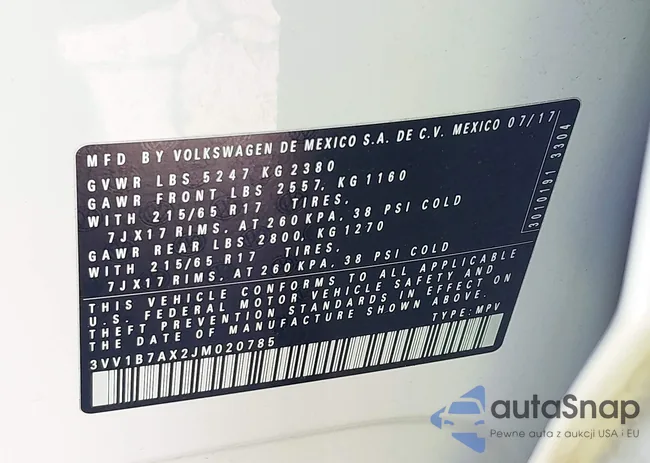 MFD BY VOLKSWAGEN DE MEXICO S.A. DE C.V. MEXICO 07/17
GVWR LBS 5247 KG 2380
GAWR FRONT LBS 2557, KG 1160
WITH 215/65 R17 TIRES.
7JX17 RIMS, AT 260 KPA, 38 PSI COLD
GAWR REAR LBS 2800, KG 1270
WITH 215/65 R17 TIRES.
7JX17 RIMS, AT 260 KPA, 38 PSI COLD
THIS VEHICLE CONFORMS TO ALL APPLICABLE
U.S. FEDERAL MOTOR VEHICLE SAFETY AND
THEFT PREVENTION STANDARDS IN EFFECT ON
THE DATE OF MANUFACTURE SHOWN ABOVE.
3VV1B7AX2JM020785 TYPE: MPV
3010191 3304
autaSnap
Pewne auta z aukcji USA i EU